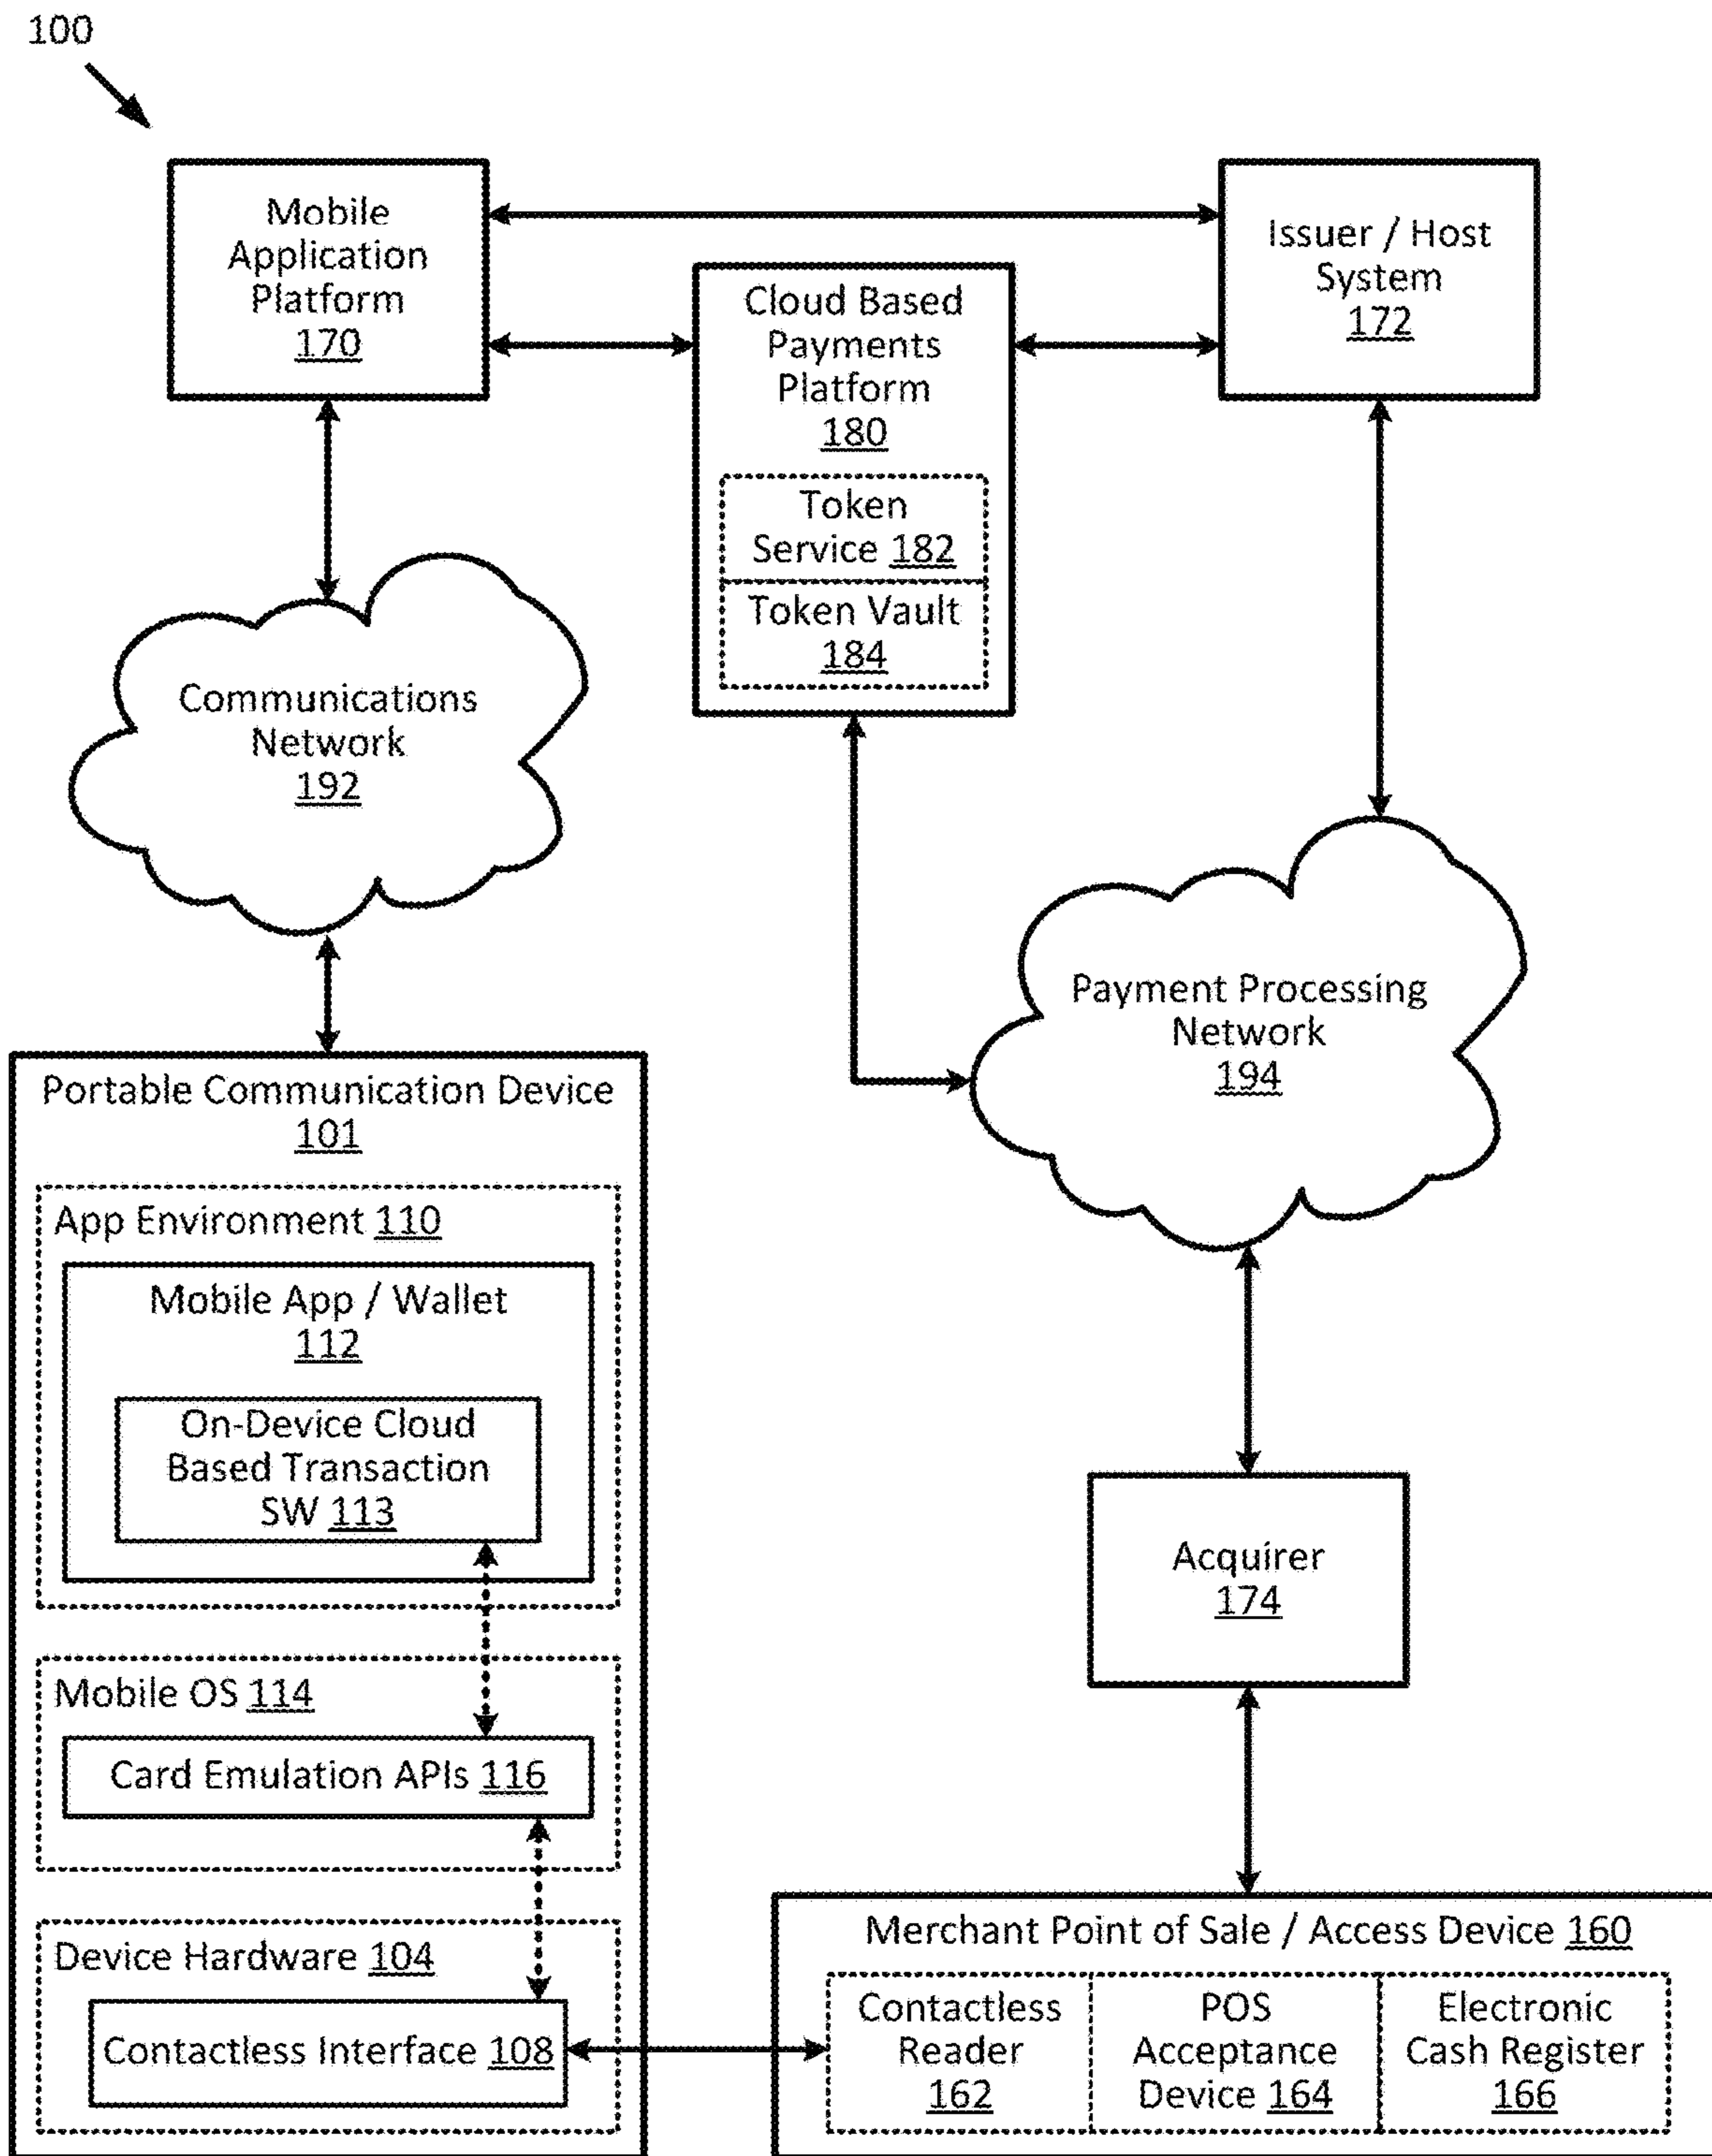 100
Mobile
Application
Platform
170
Issuer / Host
System
172
Cloud Based
Payments
Platform
180
Token
Service 182
Token Vault
184
Communications
Network
192
Payment Processing
Network
194
Portable Communication Device
101
App Environment 110
Mobile App / Wallet
112
On-Device Cloud
Based Transaction
SW 113
Mobile OS 114
Card Emulation APIs 116
Device Hardware 104
Contactless Interface 108
Acquirer
174
Merchant Point of Sale / Access Device 160
Contactless
Reader
162
POS
Acceptance
Device 164
Electronic
Cash Register
166